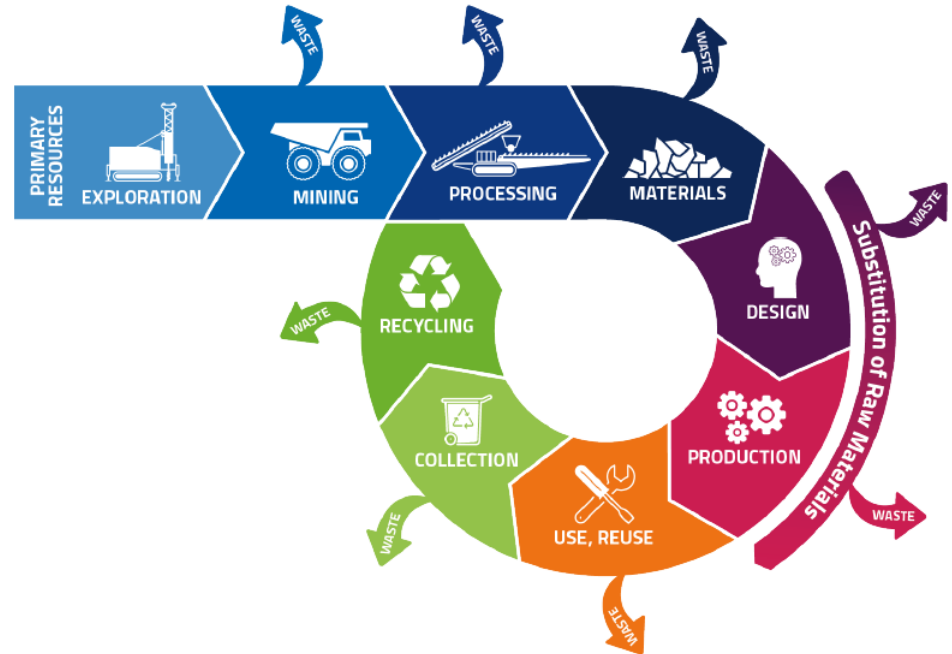 WASTE
WASTE
WASTE
PRIMARY
RESOURCES
EXPLORATION
MINING
PROCESSING
MATERIALS
WASTE
Substitution of Raw Materials
DESIGN
RECYCLING
WASTE
PRODUCTION
COLLECTION
WASTE
USE, REUSE
WASTE
WASTE